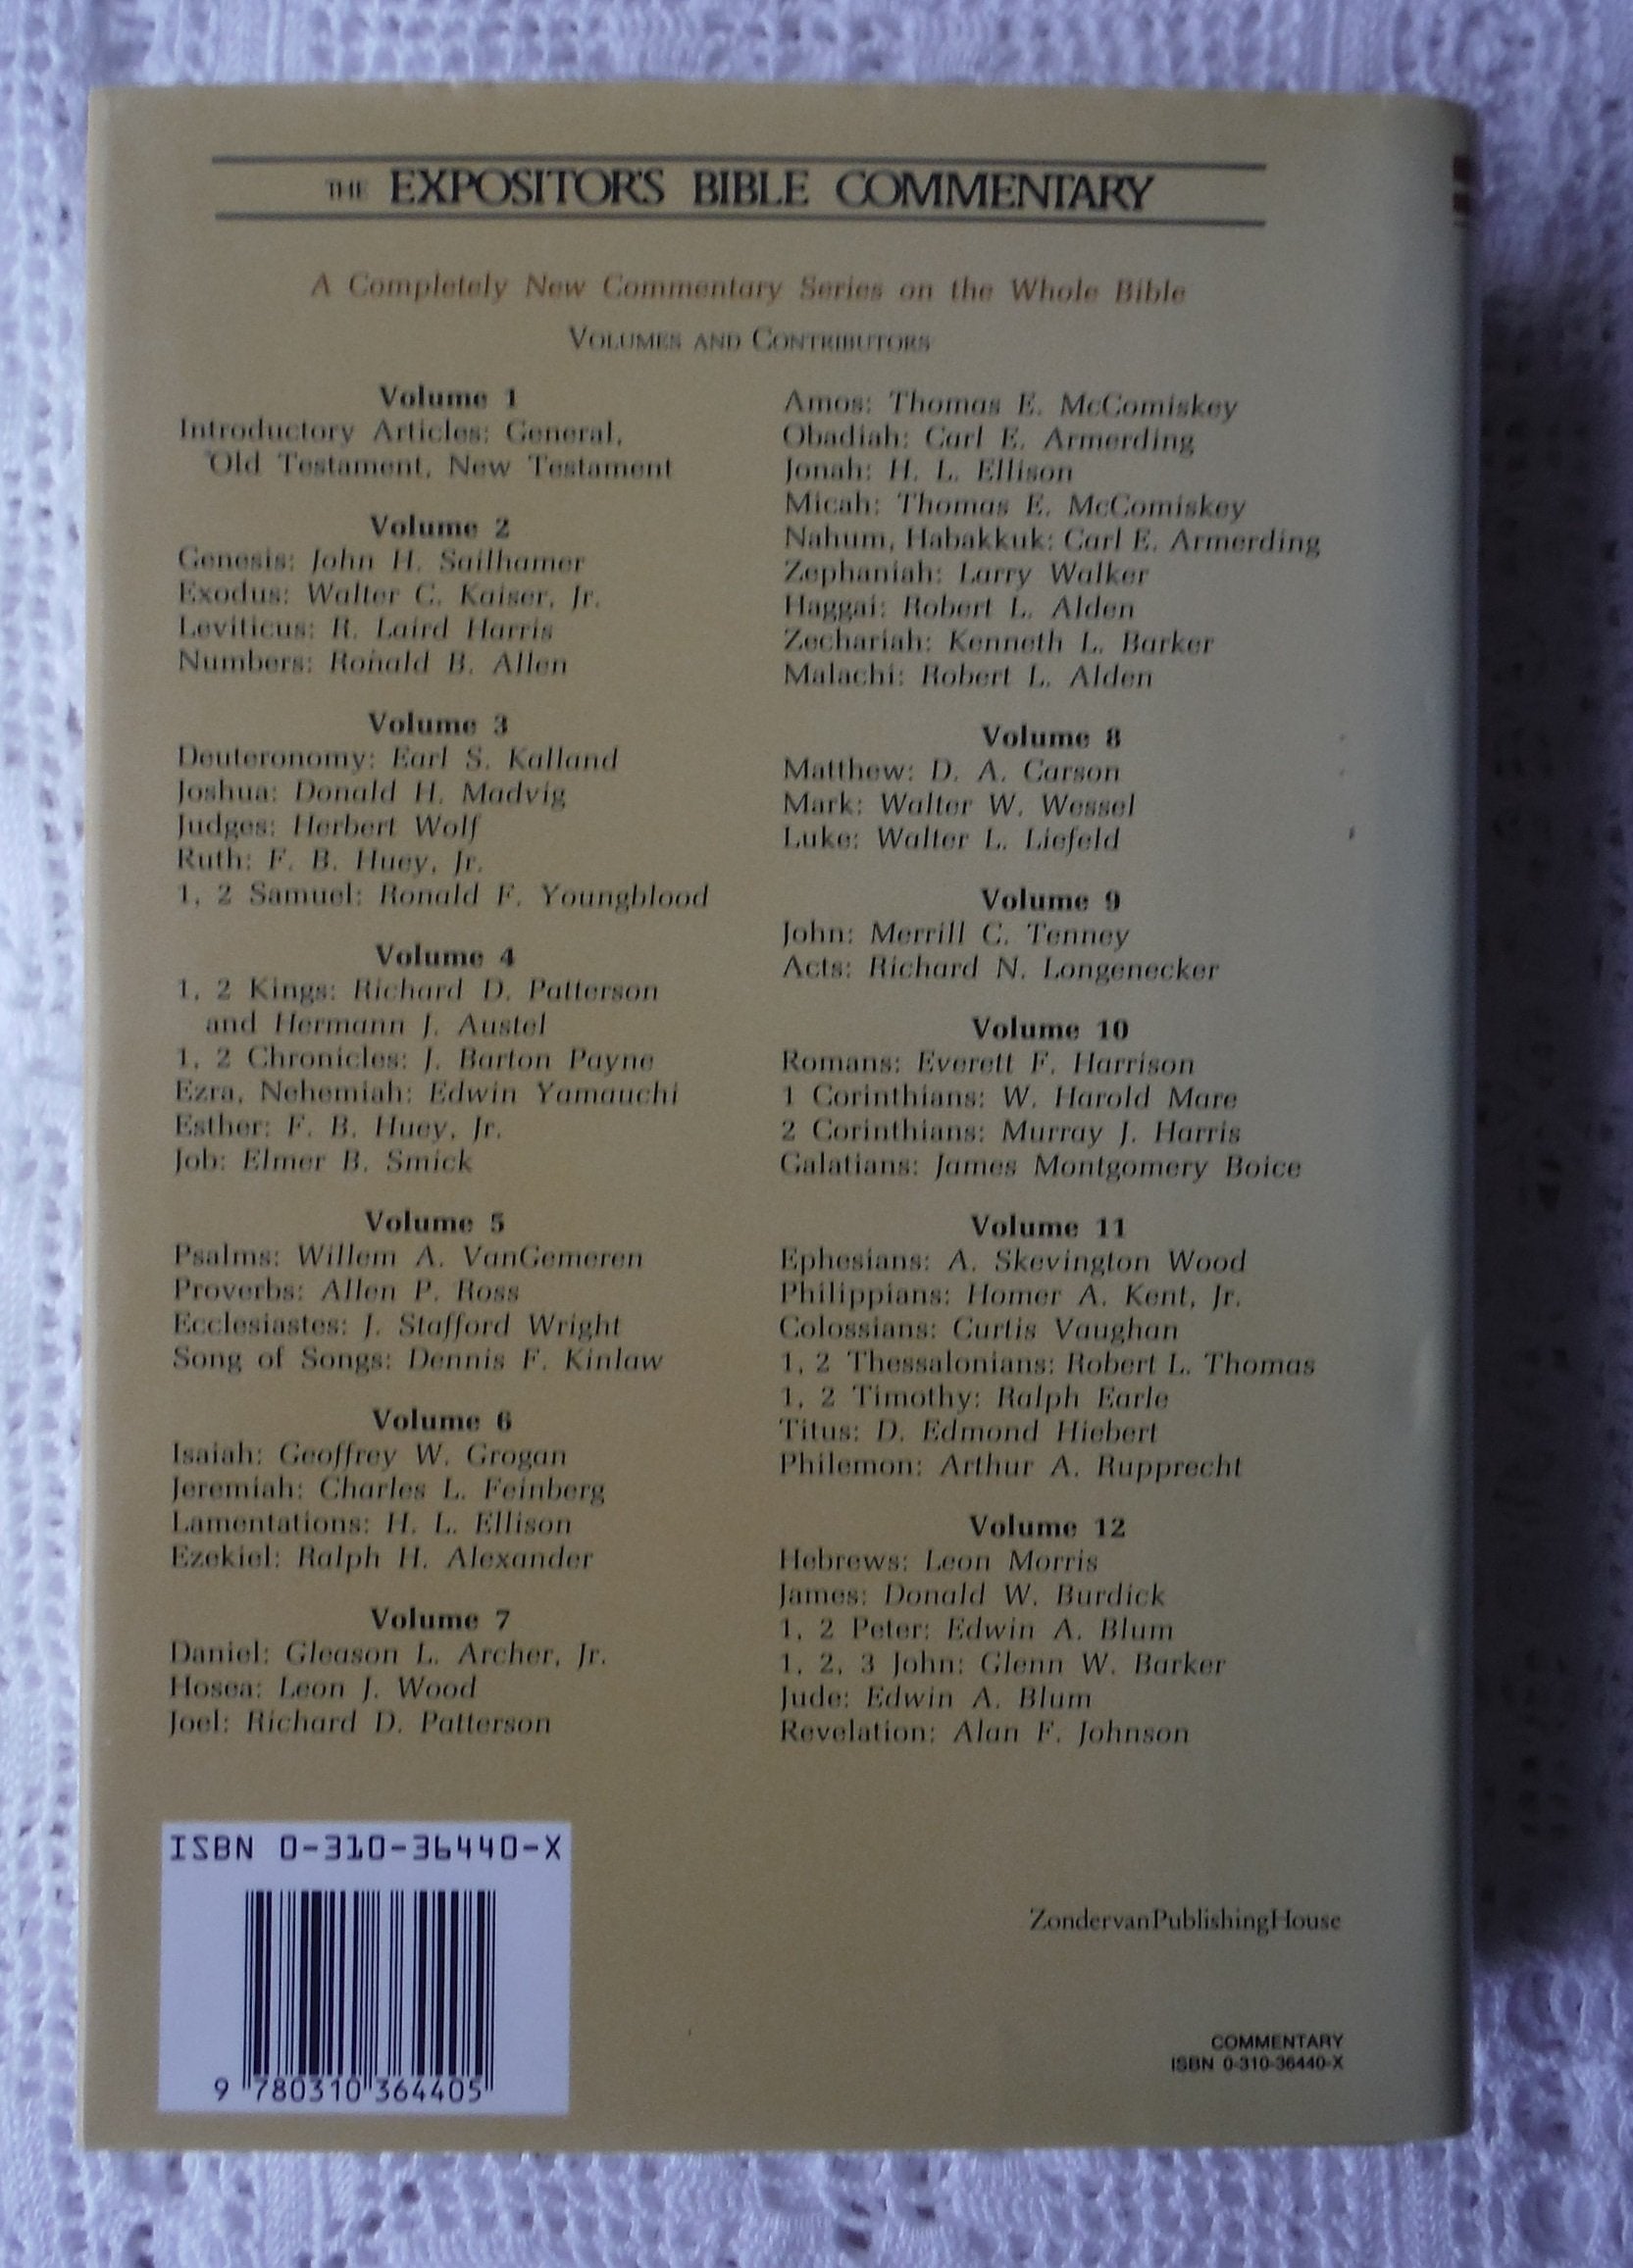 THE EXPOSITOR'S BIBLE COMMENTARY
A Completely New Commentary Series on the Whole Bible
VOLUMES AND CONTRIBUTORS
Volume 1
Introductory Articles: General,
Old Testament, New Testament
Volume 2
Genesis: John H. Sailhamer
Exodus: Walter C. Kaiser, Jr.
Leviticus: R. Laird Harris
Numbers: Ronald B. Allen
Volume 3
Deuteronomy: Earl S. Kalland
Joshua: Donald H. Madvig
Judges: Herbert Wolf
Ruth: F. B. Huey, Jr.
1, 2 Samuel: Ronald F. Youngblood
Volume 4
1, 2 Kings: Richard D. Patterson
and Hermann J. Austel
1, 2 Chronicles: J. Barton Payne
Ezra, Nehemiah: Edwin Yamauchi
Esther: F. B. Huey, Jr.
Job: Elmer B. Smick
Volume 5
Psalms: Willem A. VanGemeren
Proverbs: Allen P. Ross
Ecclesiastes: J. Stafford Wright
Song of Songs: Dennis F. Kinlaw
Volume 6
Isaiah: Geoffrey W. Grogan
Jeremiah: Charles L. Feinberg
Lamentations: H. L. Ellison
Ezekiel: Ralph H. Alexander
Volume 7
Daniel: Gleason L. Archer, Jr.
Hosea: Leon J. Wood
Joel: Richard D. Patterson
Amos: Thomas E. McComiskey
Obadiah: Carl E. Armerding
Jonah: H. L. Ellison
Micah: Thomas E. McComiskey
Nahum, Habakkuk: Carl E. Armerding
Zephaniah: Larry Walker
Haggai: Robert L. Alden
Zechariah: Kenneth L. Barker
Malachi: Robert L. Alden
Volume 8
Matthew: D. A. Carson
Mark: Walter W. Wessel
Luke: Walter L. Liefeld
Volume 9
John: Merrill C. Tenney
Acts: Richard N. Longenecker
Volume 10
Romans: Everett F. Harrison
1 Corinthians: W. Harold Mare
2 Corinthians: Murray J. Harris
Galatians: James Montgomery Boice
Volume 11
Ephesians: A. Skevington Wood
Philippians: Homer A. Kent, Jr.
Colossians: Curtis Vaughan
1, 2 Thessalonians: Robert L. Thomas
1, 2 Timothy: Ralph Earle
Titus: D. Edmond Hiebert
Philemon: Arthur A. Rupprecht
Volume 12
Hebrews: Leon Morris
James: Donald W. Burdick
1, 2 Peter: Edwin A. Blum
1, 2, 3 John: Glenn W. Barker
Jude: Edwin A. Blum
Revelation: Alan F. Johnson
ISBN 0-310-36440-X
9 780310 364405
ZondervanPublishingHouse
COMMENTARY
ISBN 0-310-36440-X